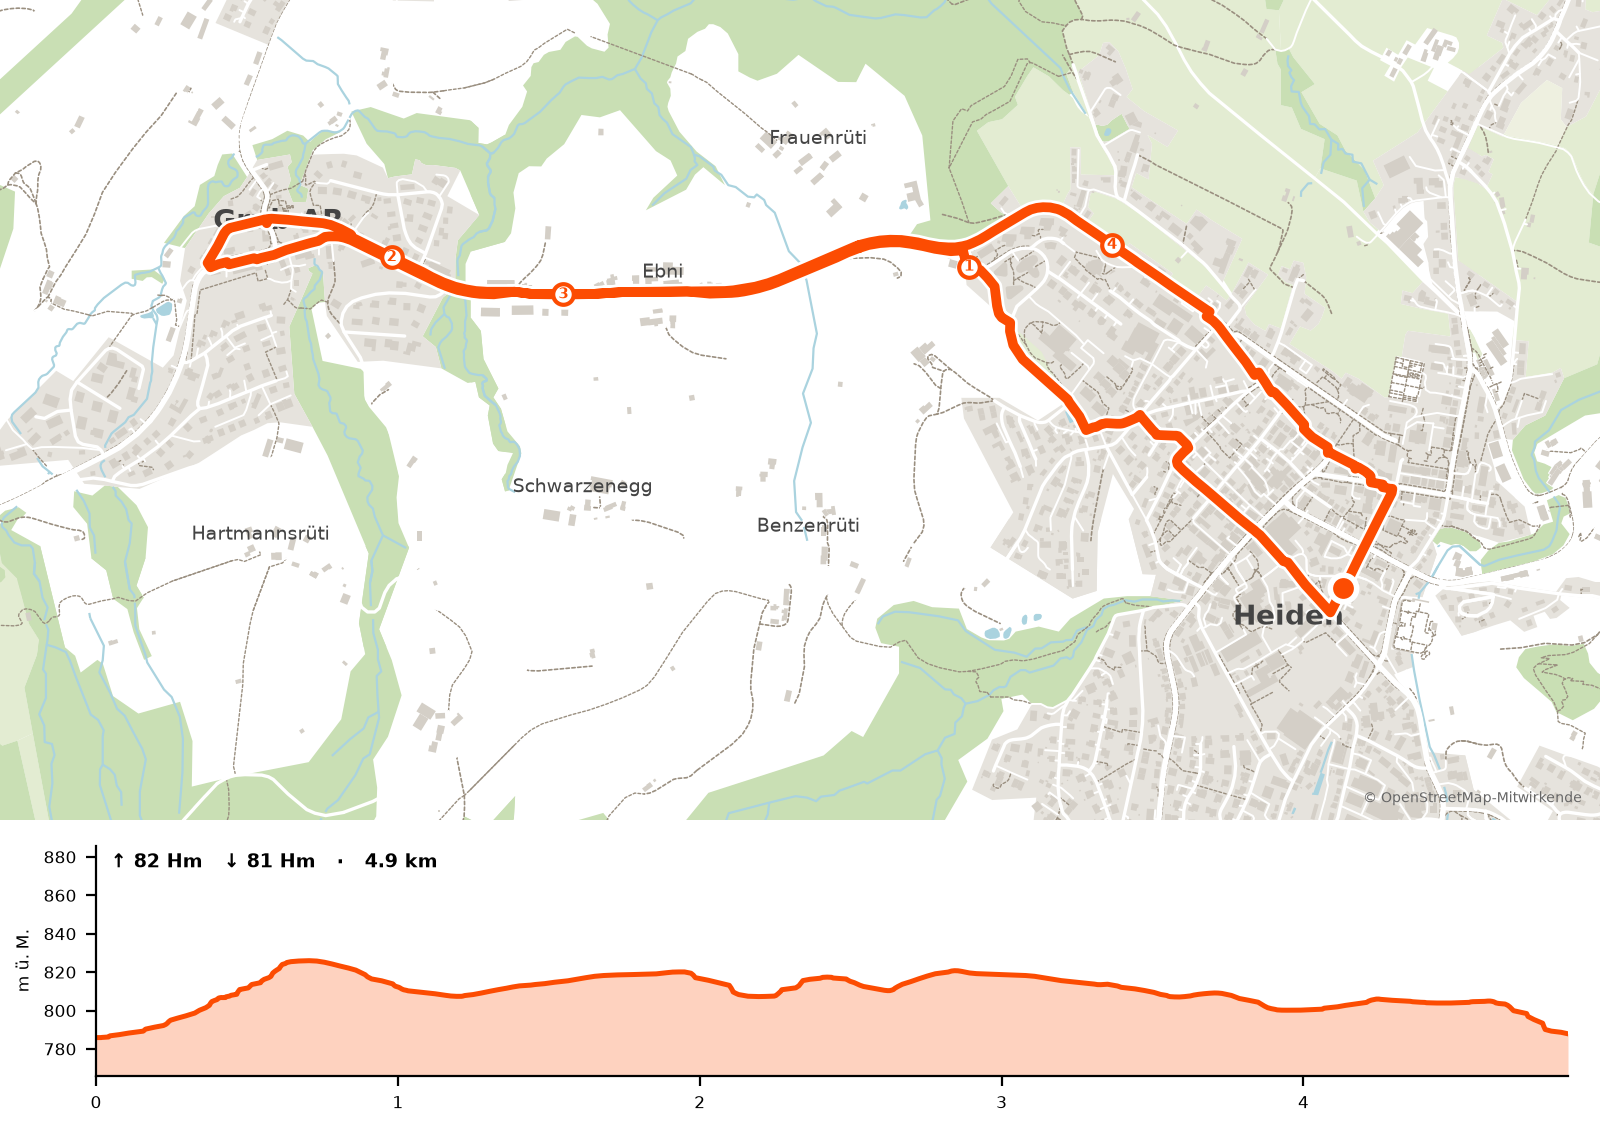 Frauenrüti
2
4
1
Ebni
3
Schwarzenegg
Benzenrüti
Hartmannsrüti
Heiden
© OpenStreetMap-Mitwirkende
↑ 82 Hm ↓ 81 Hm · 4.9 km
m ü. M.
880
860
840
820
800
780
0 1 2 3 4